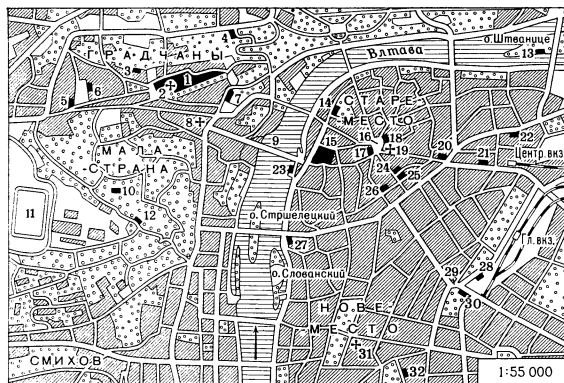 ГРАДЧАНЫ
4
Влтава
о. Штванице
13
3
1
2
5
6
7
14
СТАРЕ
МЕСТО
8
9
16
18
22
МАЛА
СТРАНА
15
17
19
20
21
Центр. вкз.
23
24
25
10
26
11
12
о. Стршелецкий
Гл. вкз.
27
о. Слованский
29
28
НОВЕ
МЕСТО
30
СМИХОВ
31
32
1:55 000